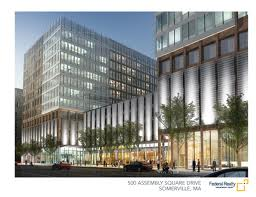 500 ASSEMBLY SQUARE DRIVE
SOMERVILLE, MA
Federal Realty